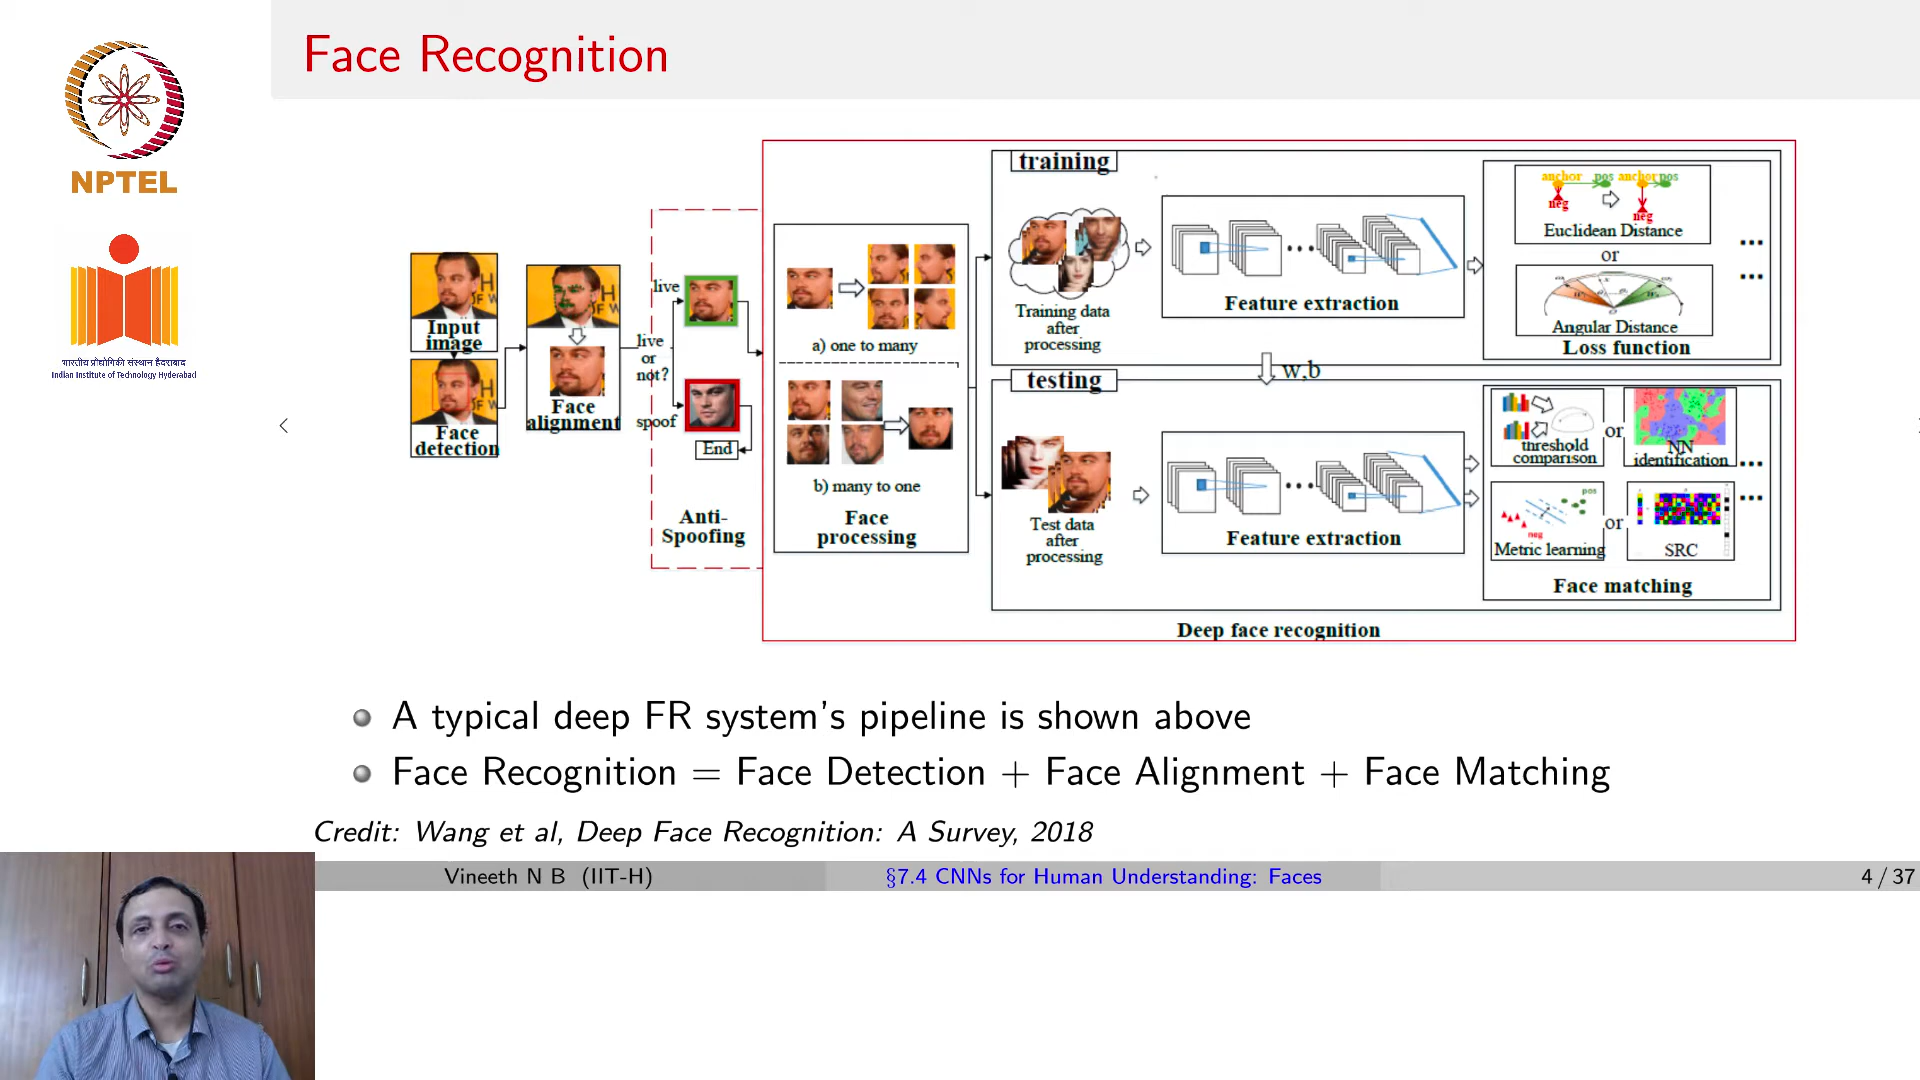 Face Recognition
NPTEL
भारतीय प्रौद्योगिकी संस्थान हैदराबाद
Indian Institute of Technology Hyderabad
Input
image
Face
detection
Face
alignment
live
live
or
not?
spoof
End
Anti-
Spoofing
a) one to many
b) many to one
Face
processing
training
Training data
after
processing
Feature extraction
anchor pos anchor pos
neg
neg
Euclidean Distance
or
Angular Distance
Loss function
w,b
testing
Test data
after
processing
Feature extraction
threshold
comparison
or
NN
identification
pos
neg
Metric learning
or
SRC
Face matching
Deep face recognition
A typical deep FR system's pipeline is shown above
Face Recognition = Face Detection + Face Alignment + Face Matching
Credit: Wang et al, Deep Face Recognition: A Survey, 2018
Vineeth N B (IIT-H)
§7.4 CNNs for Human Understanding: Faces
4 / 37